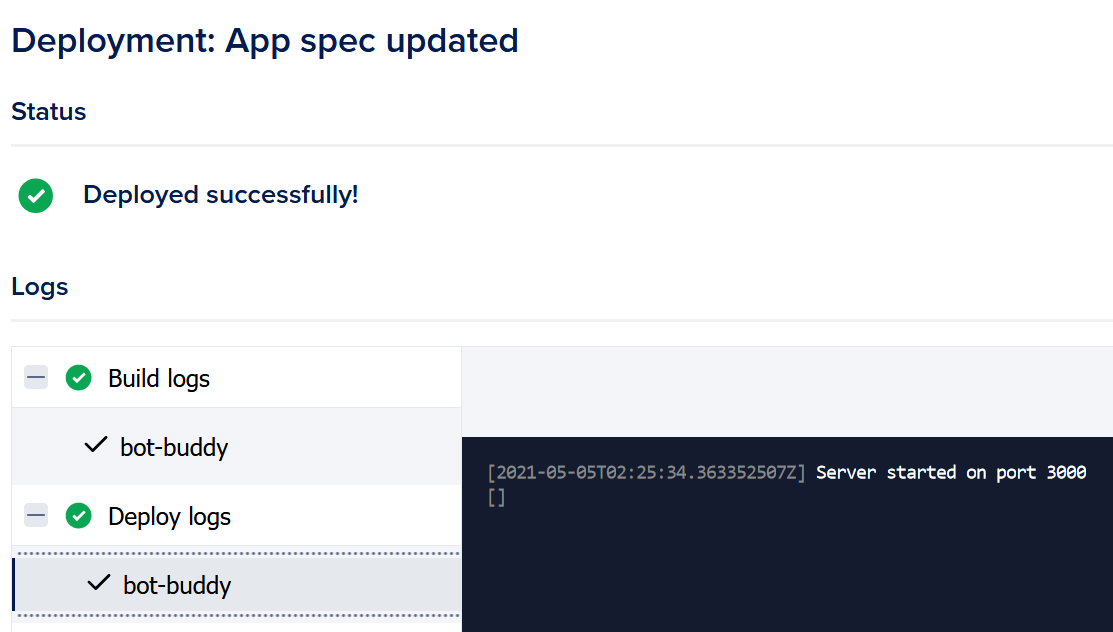 Deployment: App spec updated
Status
Deployed successfully!
Logs
Build logs
bot-buddy
Deploy logs
bot-buddy
[2021-05-05T02:25:34.363352507Z] Server started on port 3000
[]